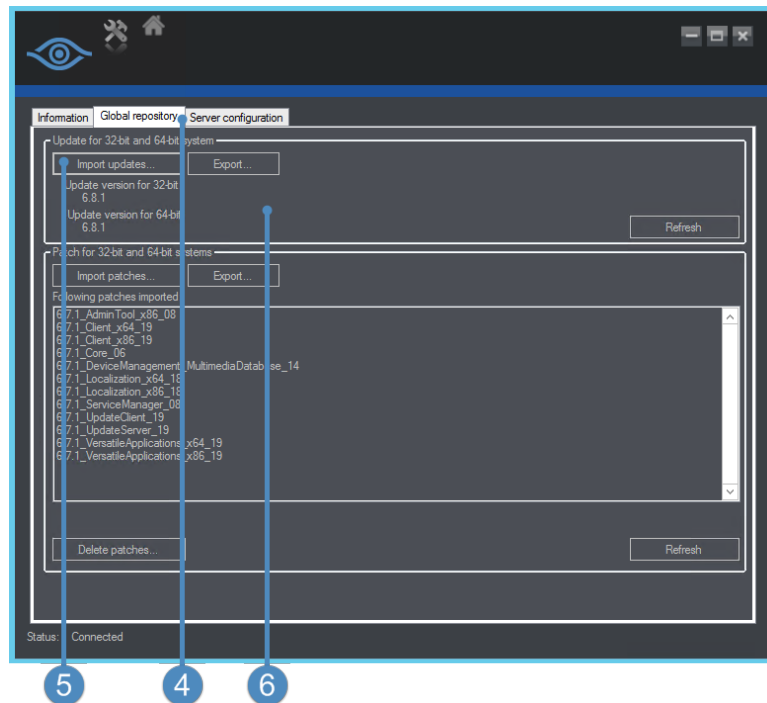 Information Global repository Server configuration
Update for 32-bit and 64-bit system
Import updates... Export...
Update version for 32-bit
6.8.1
Update version for 64-bit
6.8.1
Refresh
Patch for 32-bit and 64-bit systems
Import patches... Export...
Following patches imported
6.7.1_AdminTool_x86_08
6.7.1_Client_x64_19
6.7.1_Client_x86_19
6.7.1_Core_06
6.7.1_DeviceManagement_MultimediaDatabase_14
6.7.1_Localization_x64_18
6.7.1_Localization_x86_18
6.7.1_ServiceManager_08
6.7.1_UpdateClient_19
6.7.1_UpdateServer_19
6.7.1_VersatileApplications_x64_19
6.7.1_VersatileApplications_x86_19
Delete patches... Refresh
Status: Connected
5 4 6